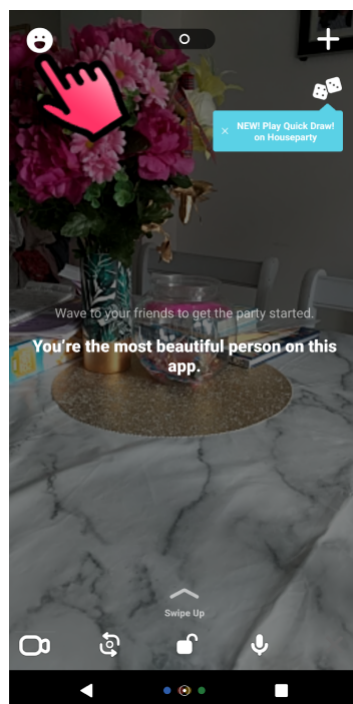 NEW! Play Quick Draw!
on Houseparty
Wave to your friends to get the party started.
You're the most beautiful person on this
app.
Swipe Up